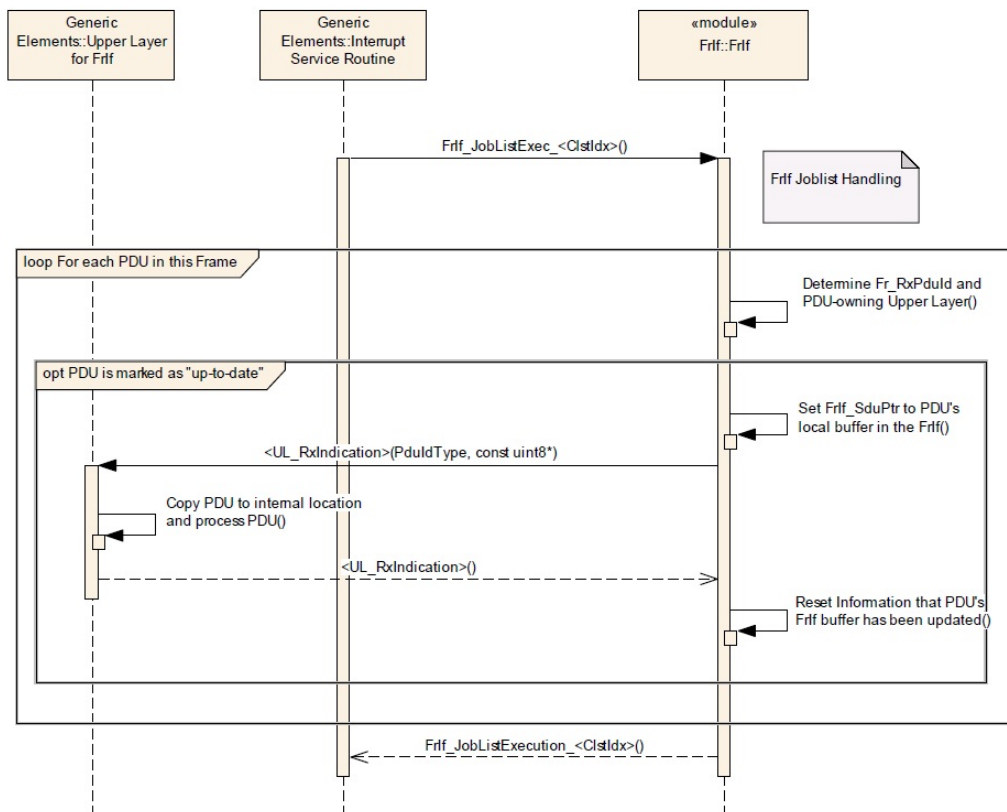 Generic
Elements::Upper Layer
for FrIf
Generic
Elements::Interrupt
Service Routine
«module»
FrIf::FrIf
FrIf_JobListExec_<ClstIdx>()
FrIf Joblist Handling
loop For each PDU in this Frame
Determine Fr_RxPduId and
PDU-owning Upper Layer()
opt PDU is marked as "up-to-date"
Set FrIf_SduPtr to PDU's
local buffer in the FrIf()
<UL_RxIndication>(PduIdType, const uint8*)
Copy PDU to internal location
and process PDU()
<UL_RxIndication>()
Reset Information that PDU's
FrIf buffer has been updated()
FrIf_JobListExecution_<ClstIdx>()